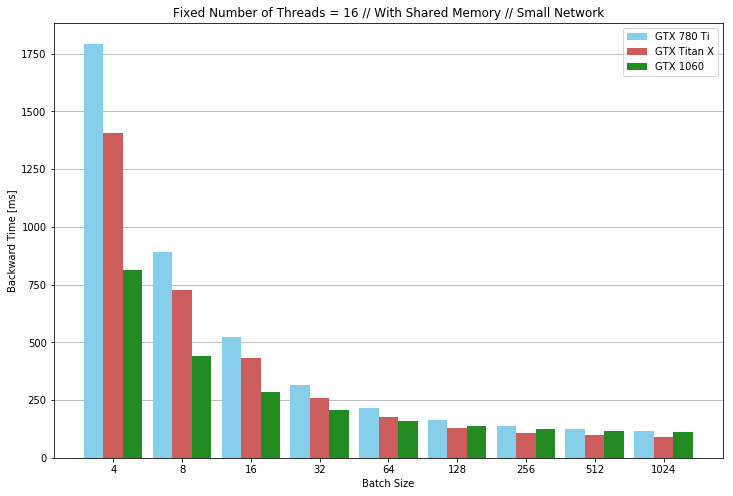 Fixed Number of Threads = 16 // With Shared Memory // Small Network
GTX 780 Ti
GTX Titan X
GTX 1060
Backward Time [ms]
1750
1500
1250
1000
750
500
250
0
4 8 16 32 64 128 256 512 1024
Batch Size